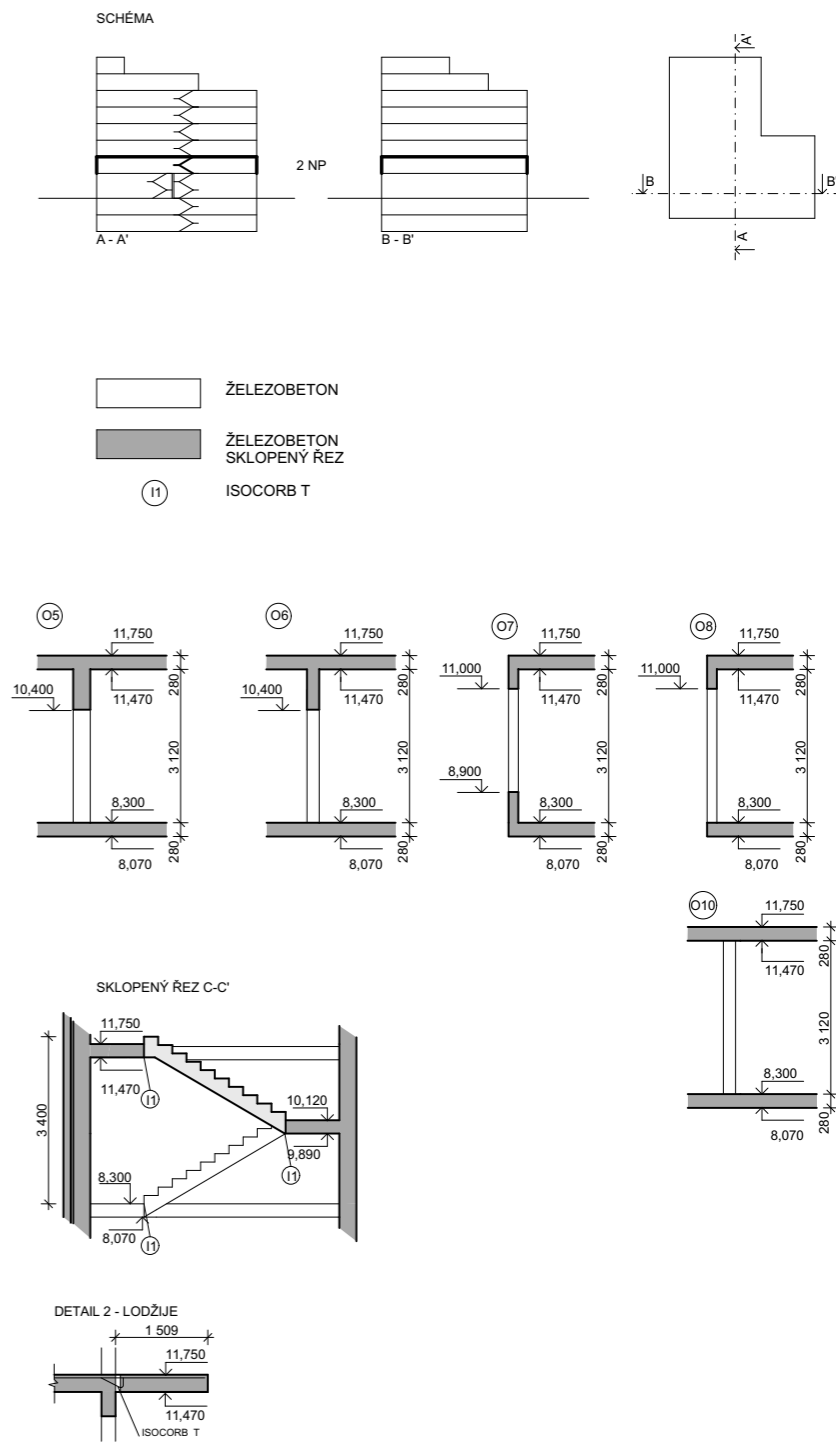 SCHÉMA
A'
2 NP
B
B'
A
A - A'
B - B'
ŽELEZOBETON
ŽELEZOBETON
SKLOPENÝ ŘEZ
I1
ISOCORB T
O5
11,750
10,400
11,470
280
3 120
8,300
8,070
280
O6
11,750
10,400
11,470
280
3 120
8,300
8,070
280
O7
11,750
11,000
11,470
280
3 120
8,900
8,300
8,070
280
O8
11,750
11,000
11,470
280
3 120
8,300
8,070
280
O10
11,750
11,470
280
3 120
8,300
8,070
280
SKLOPENÝ ŘEZ C-C'
11,750
11,470
I1
3 400
10,120
9,890
I1
8,300
8,070
I1
DETAIL 2 - LODŽIJE
1 509
11,750
11,470
ISOCORB T